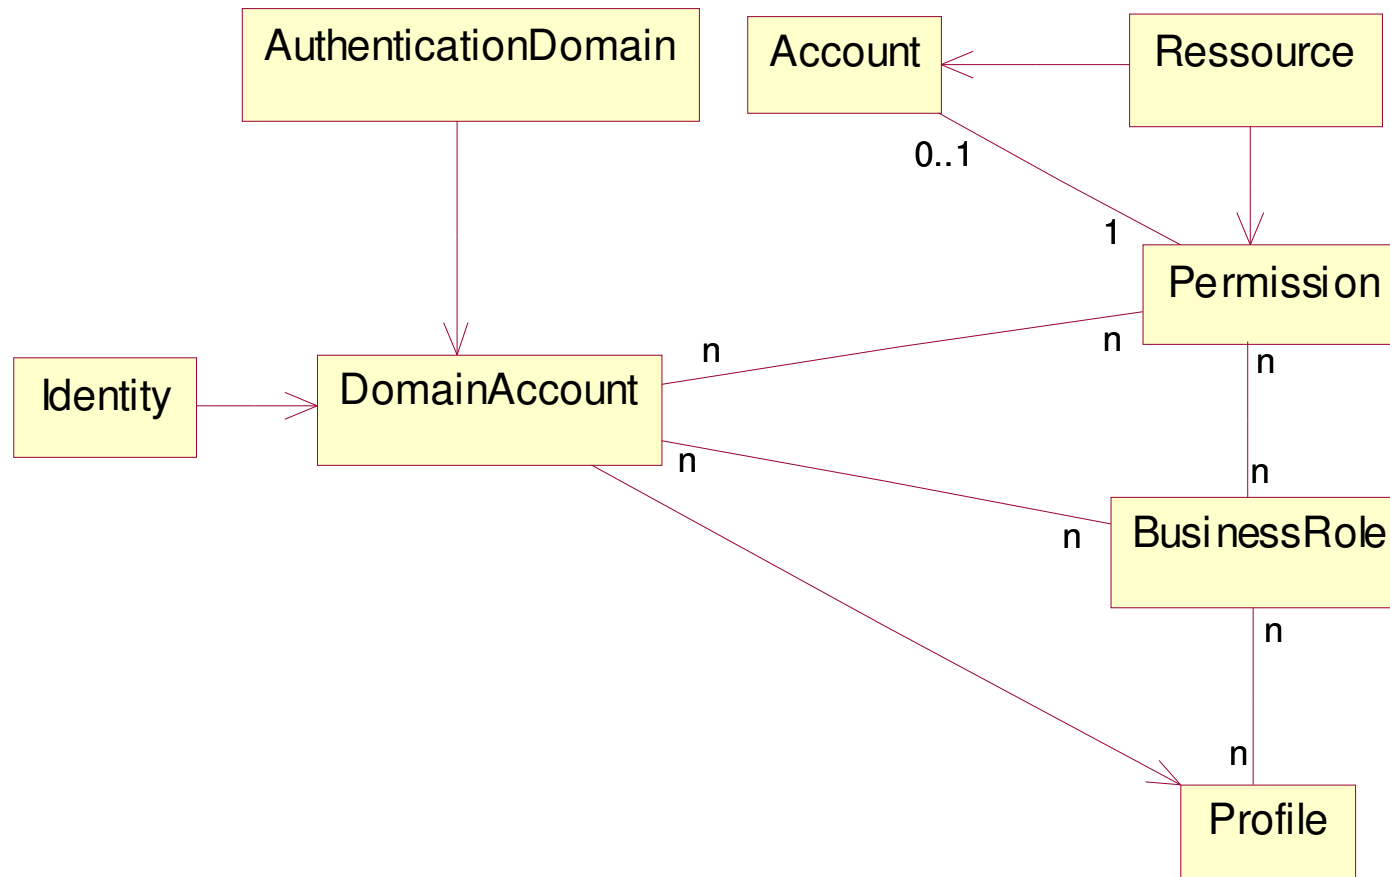 AuthenticationDomain
Account
Ressource
0..1
1
Permission
n
n
n
Identity
DomainAccount
n
n
n
BusinessRole
n
n
Profile